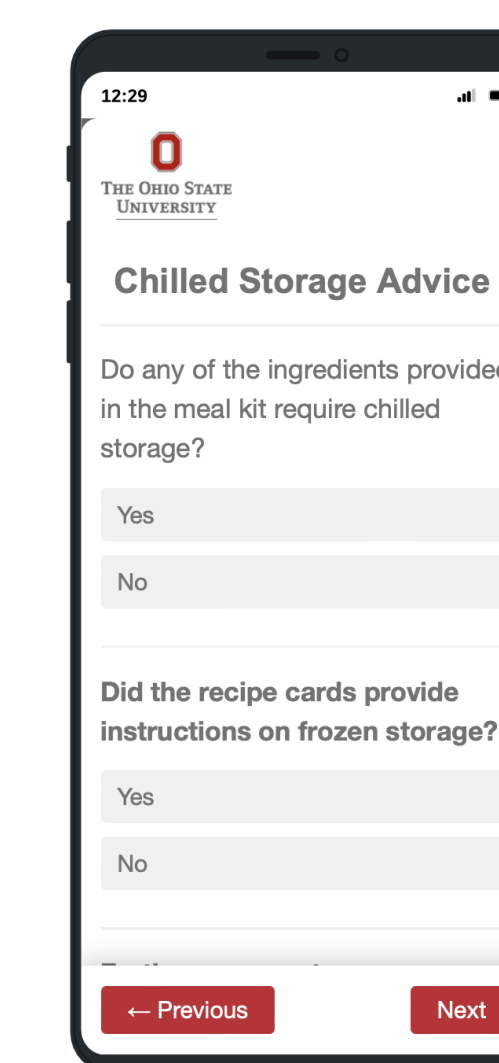 12:29
THE OHIO STATE
UNIVERSITY
Chilled Storage Advice
Do any of the ingredients provided
in the meal kit require chilled
storage?
Yes
No
Did the recipe cards provide
instructions on frozen storage?
Yes
No
← Previous
Next